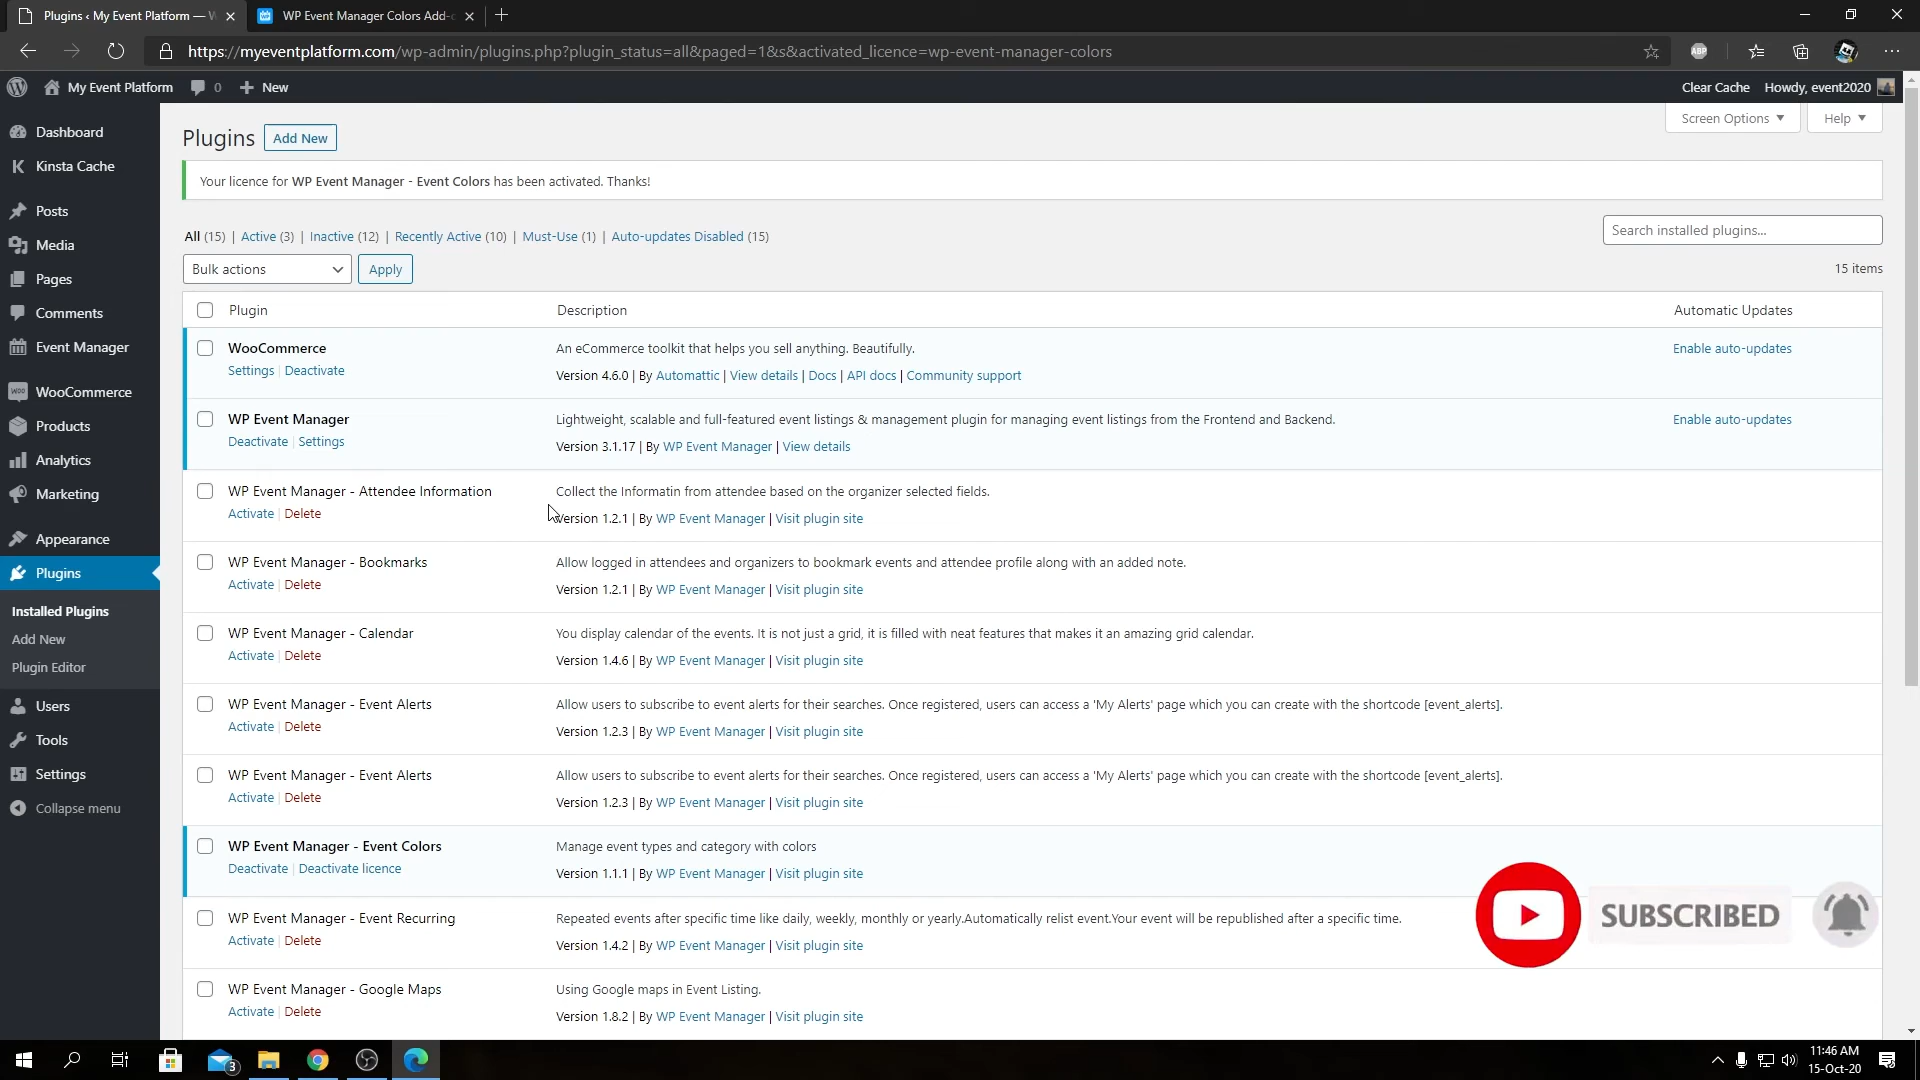 Plugins ‹ My Event Platform — W
WP Event Manager Colors Add-
https://myeventplatform.com/wp-admin/plugins.php?plugin_status=all&paged=1&s&activated_licence=wp-event-manager-colors
ABP
My Event Platform
0
New
Clear Cache
Howdy, event2020
Dashboard
Kinsta Cache
Posts
Media
Pages
Comments
Event Manager
WooCommerce
Products
Analytics
Marketing
Appearance
Plugins
Installed Plugins
Add New
Plugin Editor
Users
Tools
Settings
Collapse menu
Screen Options
Help
Plugins
Add New
Your licence for WP Event Manager - Event Colors has been activated. Thanks!
All (15) | Active (3) | Inactive (12) | Recently Active (10) | Must-Use (1) | Auto-updates Disabled (15)
Search installed plugins...
Bulk actions
Apply
15 items
Plugin Description Automatic Updates
WooCommerce An eCommerce toolkit that helps you sell anything. Beautifully. Enable auto-updates
Settings | Deactivate Version 4.6.0 | By Automattic | View details | Docs | API docs | Community support
WP Event Manager Lightweight, scalable and full-featured event listings & management plugin for managing event listings from the Frontend and Backend. Enable auto-updates
Deactivate | Settings Version 3.1.17 | By WP Event Manager | View details
WP Event Manager - Attendee Information Collect the Informatin from attendee based on the organizer selected fields.
Activate | Delete Version 1.2.1 | By WP Event Manager | Visit plugin site
WP Event Manager - Bookmarks Allow logged in attendees and organizers to bookmark events and attendee profile along with an added note.
Activate | Delete Version 1.2.1 | By WP Event Manager | Visit plugin site
WP Event Manager - Calendar You display calendar of the events. It is not just a grid, it is filled with neat features that makes it an amazing grid calendar.
Activate | Delete Version 1.4.6 | By WP Event Manager | Visit plugin site
WP Event Manager - Event Alerts Allow users to subscribe to event alerts for their searches. Once registered, users can access a 'My Alerts' page which you can create with the shortcode [event_alerts].
Activate | Delete Version 1.2.3 | By WP Event Manager | Visit plugin site
WP Event Manager - Event Alerts Allow users to subscribe to event alerts for their searches. Once registered, users can access a 'My Alerts' page which you can create with the shortcode [event_alerts].
Activate | Delete Version 1.2.3 | By WP Event Manager | Visit plugin site
WP Event Manager - Event Colors Manage event types and category with colors
Deactivate | Deactivate licence Version 1.1.1 | By WP Event Manager | Visit plugin site
WP Event Manager - Event Recurring Repeated events after specific time like daily, weekly, monthly or yearly.Automatically relist event.Your event will be republished after a specific time.
Activate | Delete Version 1.4.2 | By WP Event Manager | Visit plugin site
WP Event Manager - Google Maps Using Google maps in Event Listing.
Activate | Delete Version 1.8.2 | By WP Event Manager | Visit plugin site
SUBSCRIBED
3
11:46 AM
15-Oct-20